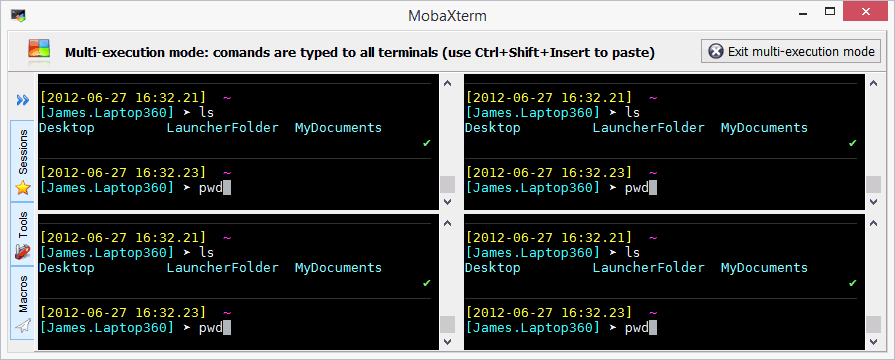 MobaXterm
Multi-execution mode: comands are typed to all terminals (use Ctrl+Shift+Insert to paste)
Exit multi-execution mode
Sessions
Tools
Macros
[2012-06-27 16:32.21] ~
[James.Laptop360] ➤ ls
Desktop LauncherFolder MyDocuments
✔
[2012-06-27 16:32.23] ~
[James.Laptop360] ➤ pwd
[2012-06-27 16:32.21] ~
[James.Laptop360] ➤ ls
Desktop LauncherFolder MyDocuments
✔
[2012-06-27 16:32.23] ~
[James.Laptop360] ➤ pwd
[2012-06-27 16:32.21] ~
[James.Laptop360] ➤ ls
Desktop LauncherFolder MyDocuments
✔
[2012-06-27 16:32.23] ~
[James.Laptop360] ➤ pwd
[2012-06-27 16:32.21] ~
[James.Laptop360] ➤ ls
Desktop LauncherFolder MyDocuments
✔
[2012-06-27 16:32.23] ~
[James.Laptop360] ➤ pwd